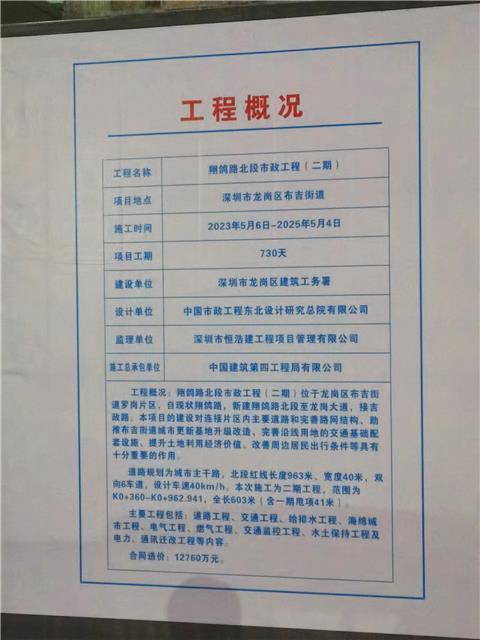 工程概况
工程名称 翔鸽路北段市政工程（二期）
项目地点 深圳市龙岗区布吉街道
施工时间 2023年5月6日-2025年5月4日
项目工期 730天
建设单位 深圳市龙岗区建筑工务署
设计单位 中国市政工程东北设计研究总院有限公司
监理单位 深圳市恒浩建工程项目管理有限公司
施工总承包单位 中国建筑第四工程局有限公司
工程概况：翔鸽路北段市政工程（二期）位于龙岗区布吉街
道罗岗片区，自现状翔鸽路，新建翔鸽路北段至龙岗大道，接吉
政路。本项目的建设对连接片区内主要道路和完善路网结构、助
推布吉街道城市更新基地升级改造、完善沿线用地的交通基础配
套设施、提升土地利用经济价值、改善周边居民出行条件等具有
十分重要的作用。
道路规划为城市主干路，北段红线长度963米、宽度40米，双
向6车道，设计车速40km/h。本次施工为二期工程，范围为
K0+360-K0+962.941，全长603米（含一期甩项41米）。
主要工程包括：道路工程、交通工程、给排水工程、海绵城
市工程、电气工程、燃气工程、交通监控工程、水土保持工程及
电力、通讯迁改工程等内容。
合同造价：12760万元。